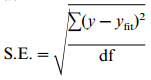 S.E. = √(∑(y − y_fit)² / df)